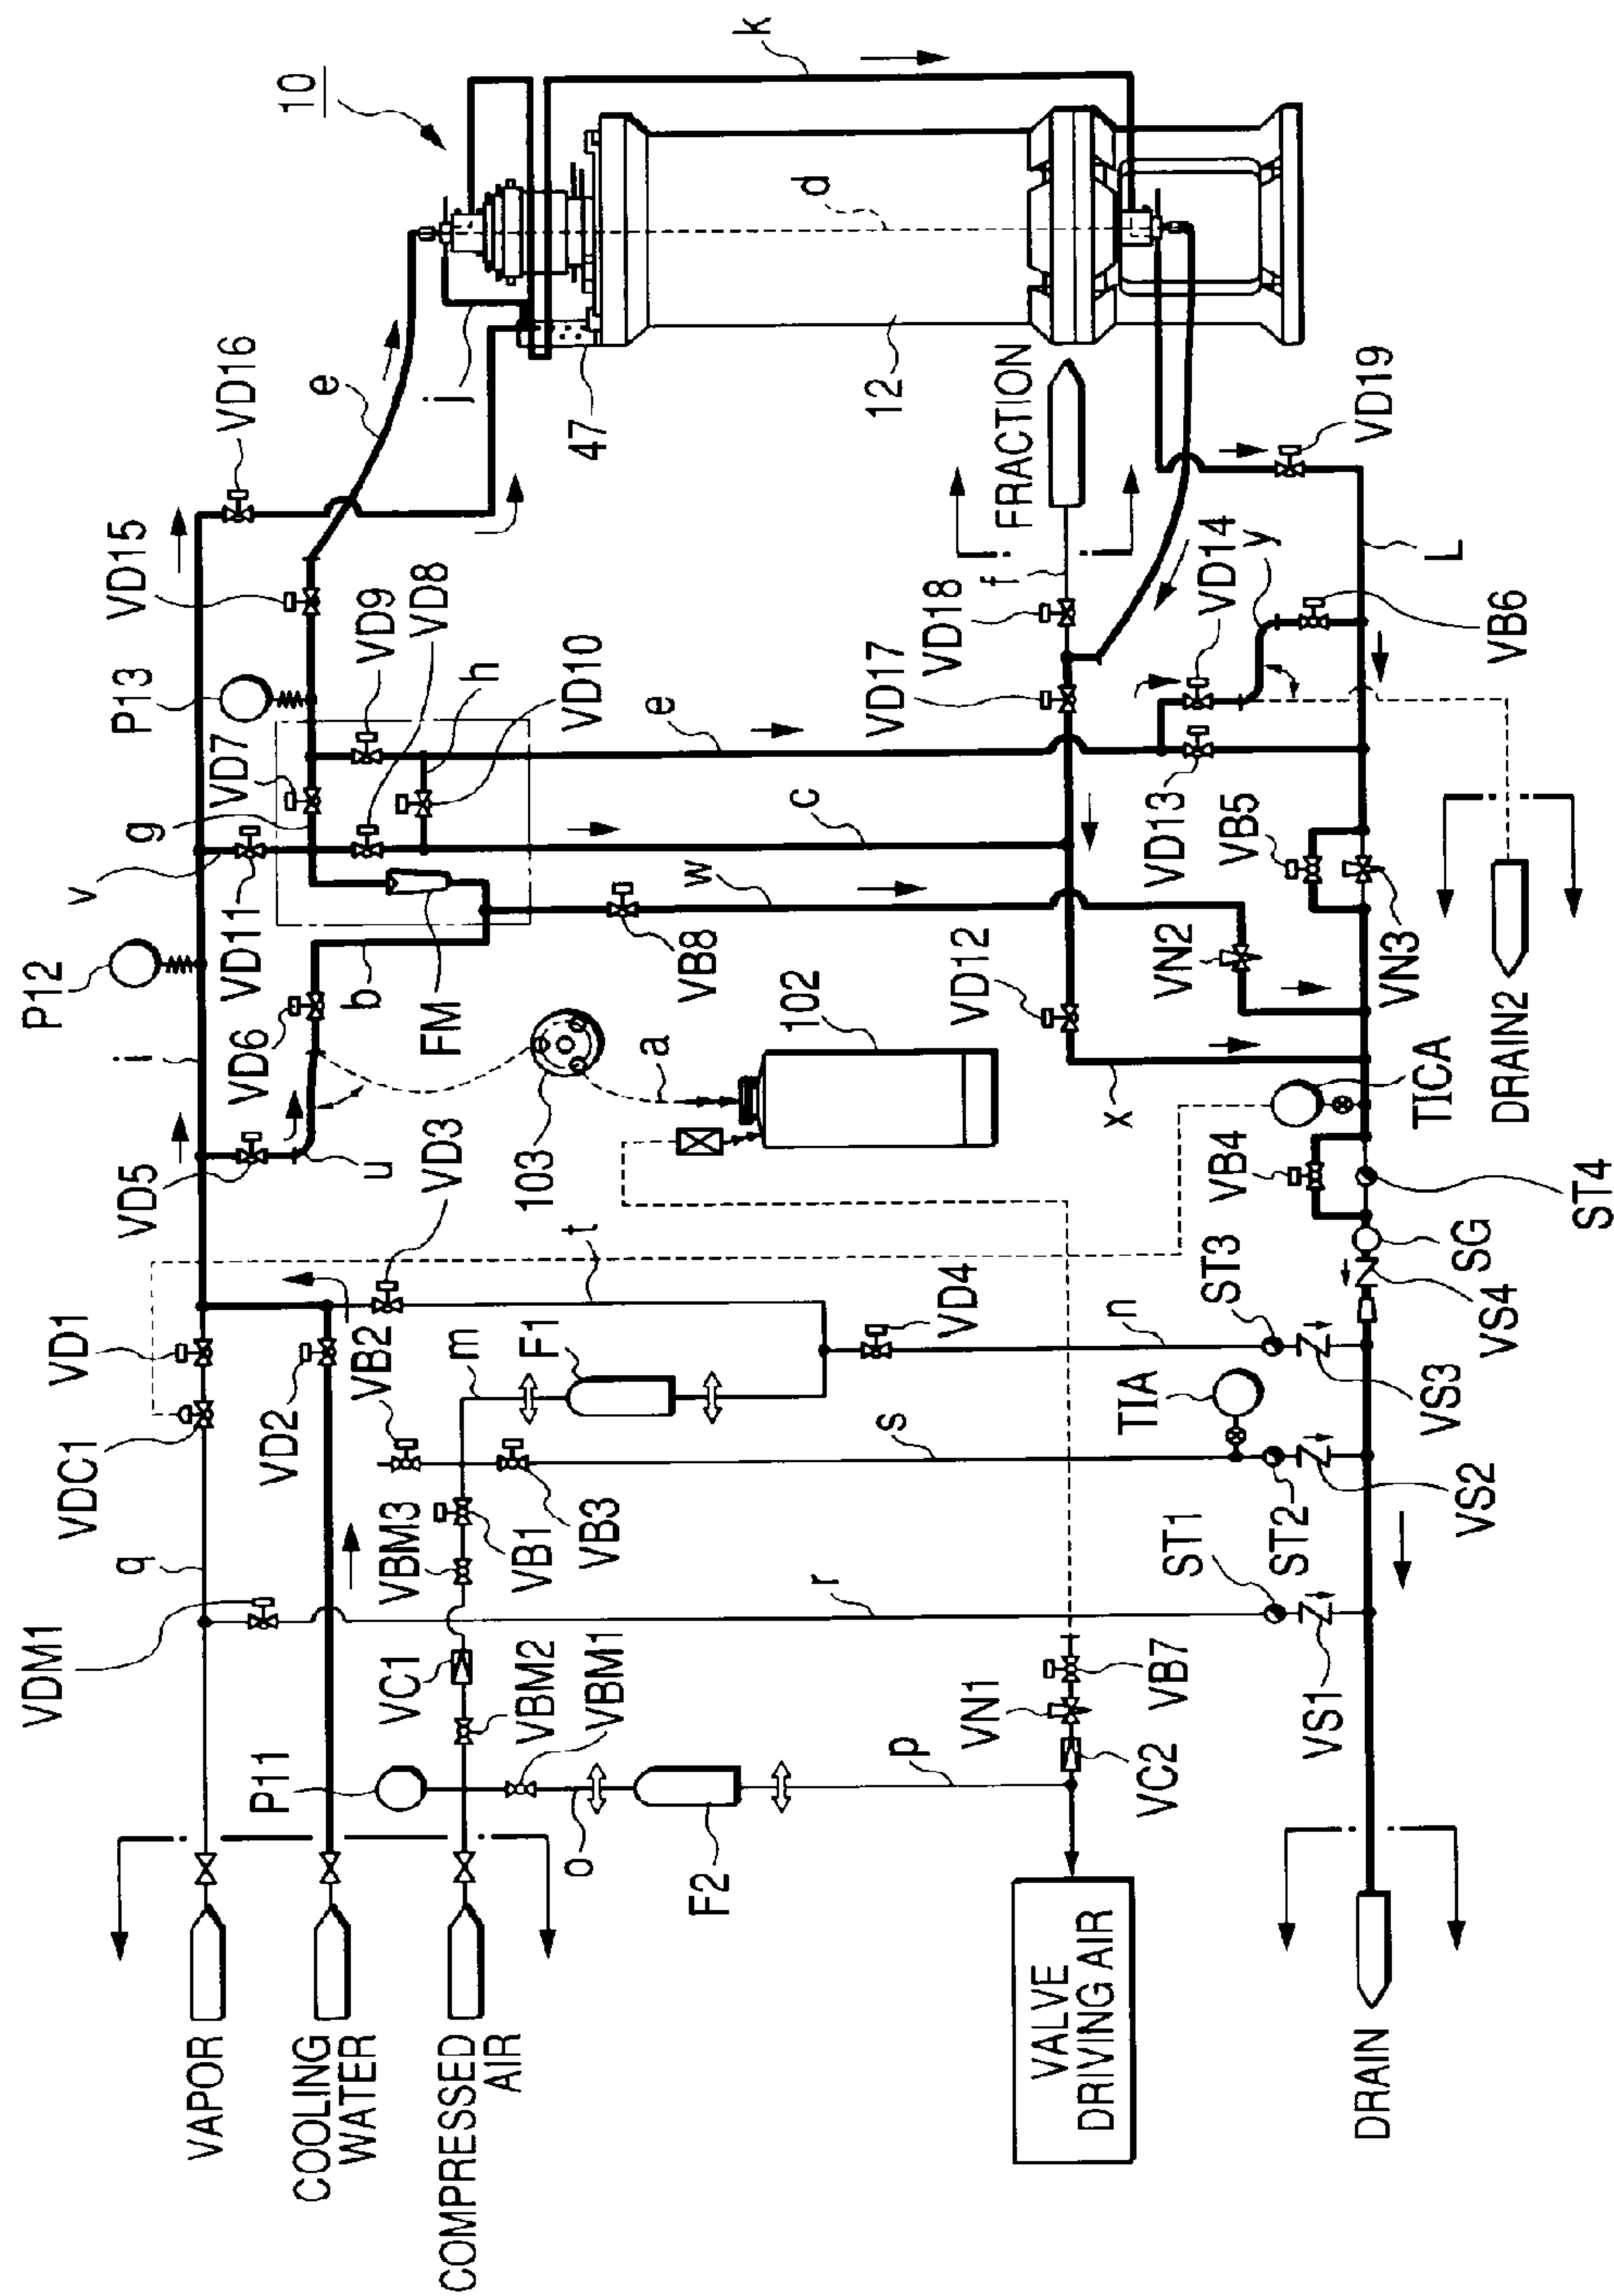 10
k
d
j
47
12
e
VD16
VD15
P13
VD7
g
VD9
VD8
h
VD10
e
c
w
v
VD11
P12
i
VD6
b
FM
VB8
VD5
u
VD3
103
a
102
VD12
x
VN2
VD17
VD18
f
FRACTION
VD19
VD14
y
L
VB6
VD13
VB5
VN3
DRAIN2
TICA
VB4
ST4
SG
VS4
ST3
VS3
n
VD4
t
F1
m
VB2
VD1
VDC1
VD2
TIA
s
ST2
VS2
VB3
VB1
VBM3
q
VDM1
r
ST1
VS1
VC1
VBM2
VBM1
P11
o
F2
p
VN1
VB7
VC2
VAPOR
COOLING
WATER
COMPRESSED
AIR
VALVE
DRIVING AIR
DRAIN